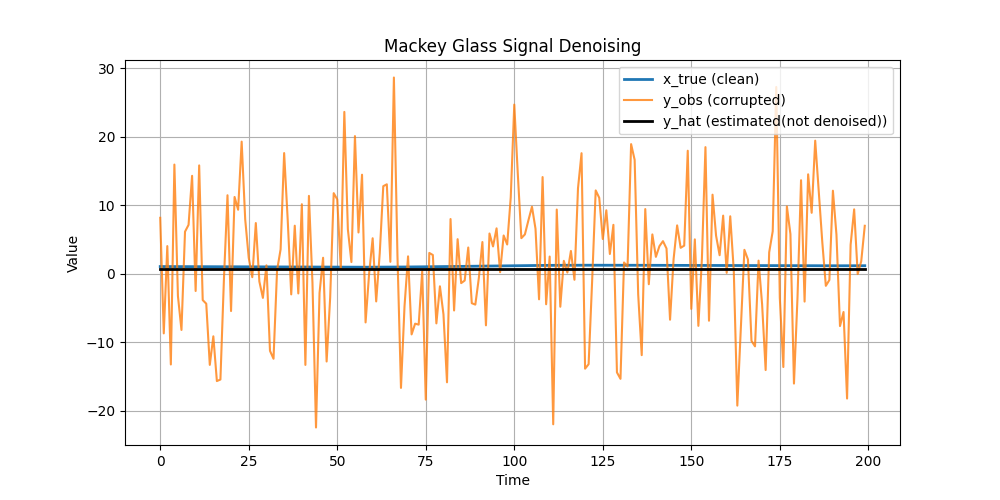 Mackey Glass Signal Denoising
x_true (clean)
y_obs (corrupted)
y_hat (estimated(not denoised))
30
20
10
0
−10
−20
Value
0 25 50 75 100 125 150 175 200
Time